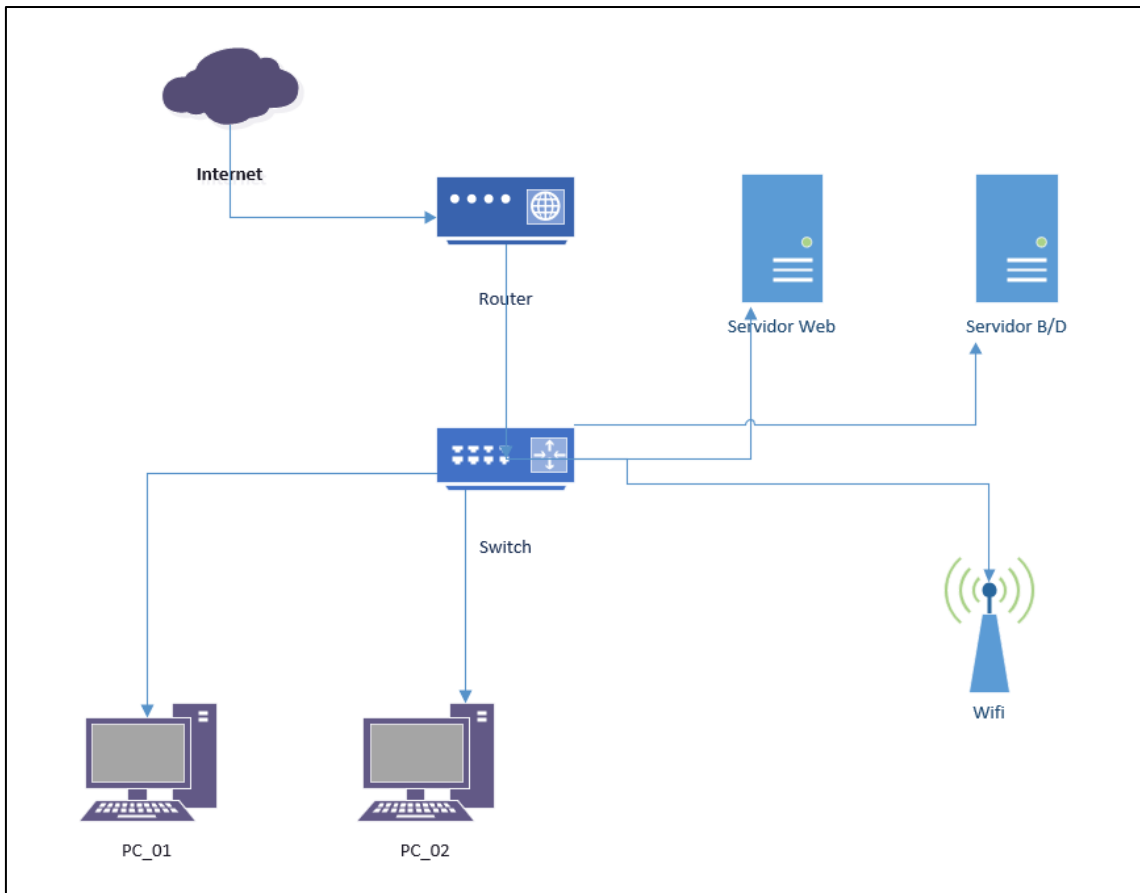 Internet
Router
Servidor Web
Servidor B/D
Switch
Wifi
PC_01
PC_02